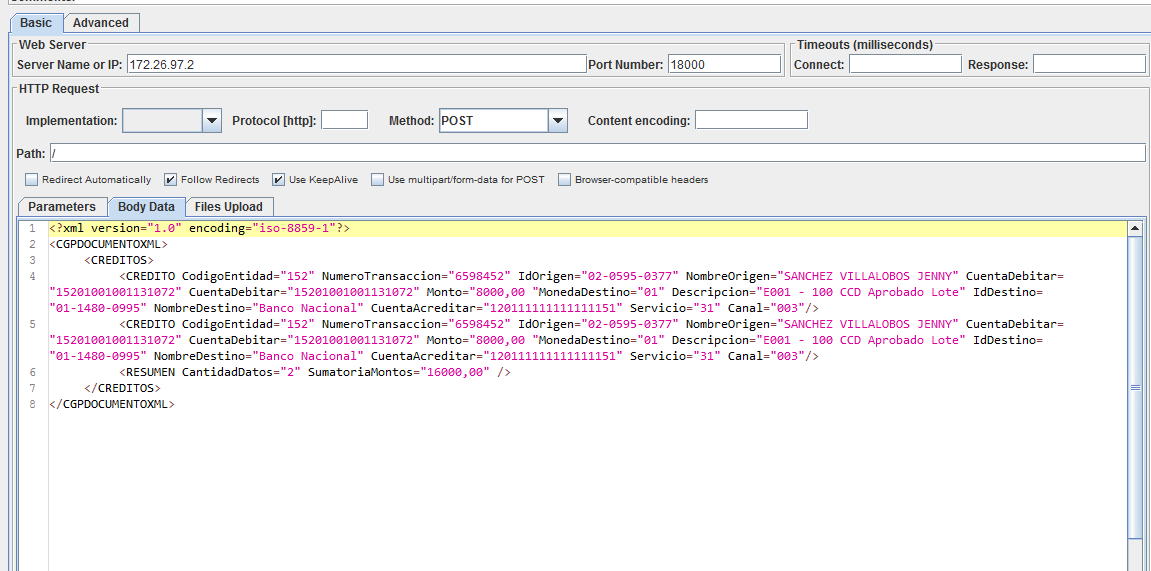 Basic Advanced
Web Server Timeouts (milliseconds)
Server Name or IP: 172.26.97.2 Port Number: 18000 Connect: Response:
HTTP Request
Implementation: Protocol [http]: Method: POST Content encoding:
Path: /
Redirect Automatically Follow Redirects Use KeepAlive Use multipart/form-data for POST Browser-compatible headers
Parameters Body Data Files Upload
1 <?xml version="1.0" encoding="iso-8859-1"?>
2 <CGPDOCUMENTOXML>
3 <CREDITOS>
4 <CREDITO CodigoEntidad="152" NumeroTransaccion="6598452" IdOrigen="02-0595-0377" NombreOrigen="SANCHEZ VILLALOBOS JENNY" CuentaDebitar=
"15201001001131072" CuentaDebitar="15201001001131072" Monto="8000,00 "MonedaDestino="01" Descripcion="E001 - 100 CCD Aprobado Lote" IdDestino=
"01-1480-0995" NombreDestino="Banco Nacional" CuentaAcreditar="120111111111111151" Servicio="31" Canal="003"/>
5 <CREDITO CodigoEntidad="152" NumeroTransaccion="6598452" IdOrigen="02-0595-0377" NombreOrigen="SANCHEZ VILLALOBOS JENNY" CuentaDebitar=
"15201001001131072" CuentaDebitar="15201001001131072" Monto="8000,00 "MonedaDestino="01" Descripcion="E001 - 100 CCD Aprobado Lote" IdDestino=
"01-1480-0995" NombreDestino="Banco Nacional" CuentaAcreditar="120111111111111151" Servicio="31" Canal="003"/>
6 <RESUMEN CantidadDatos="2" SumatoriaMontos="16000,00" />
7 </CREDITOS>
8 </CGPDOCUMENTOXML>